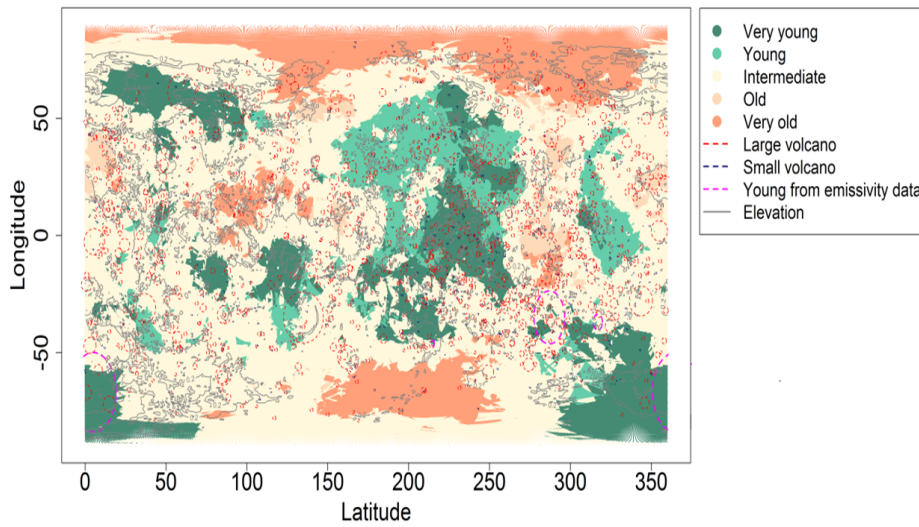 Very young
Young
Intermediate
Old
Very old
Large volcano
Small volcano
Young from emissivity data
Elevation
50
0
-50
Longitude
0 50 100 150 200 250 300 350
Latitude